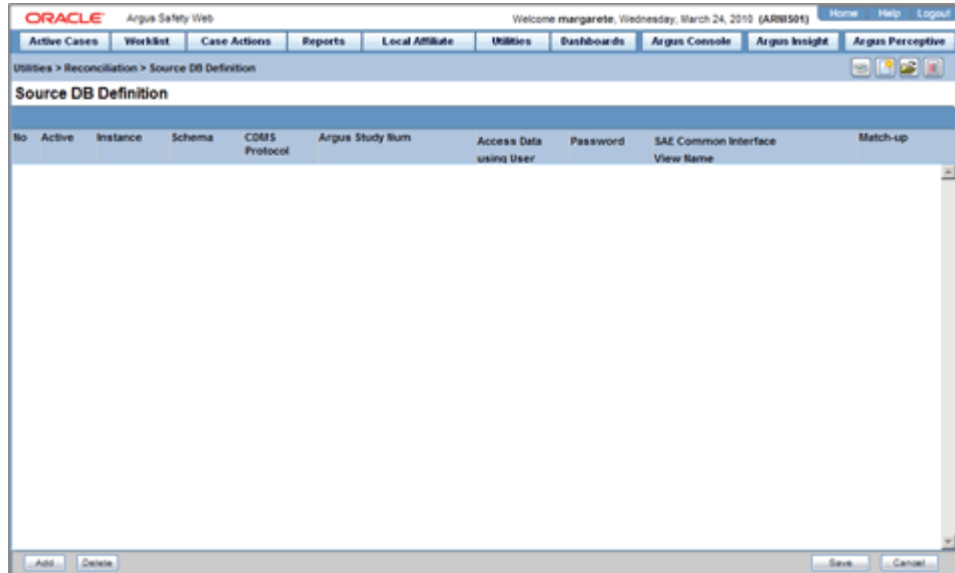 ORACLE Argus Safety Web Welcome margarete, Wednesday, March 24, 2010 (ARNIS01) Home Help Logout
Active Cases Worklist Case Actions Reports Local Affiliate Utilities Dashboards Argus Console Argus Insight Argus Perceptive
Utilities > Reconciliation > Source DB Definition
Source DB Definition
No Active Instance Schema CDMS Protocol Argus Study Num Access Data using User Password SAE Common Interface View Name Match-up
Add Delete Save Cancel